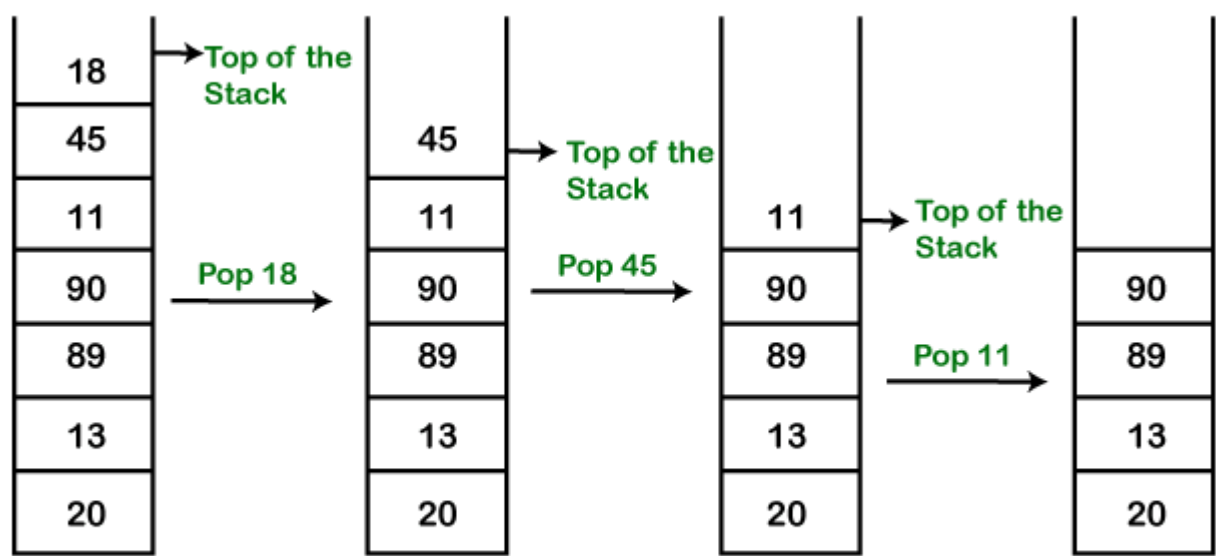 18
45
11
90
89
13
20
Top of the
Stack
Pop 18
45
11
90
89
13
20
Top of the
Stack
Pop 45
11
90
89
13
20
Top of the
Stack
Pop 11
90
89
13
20